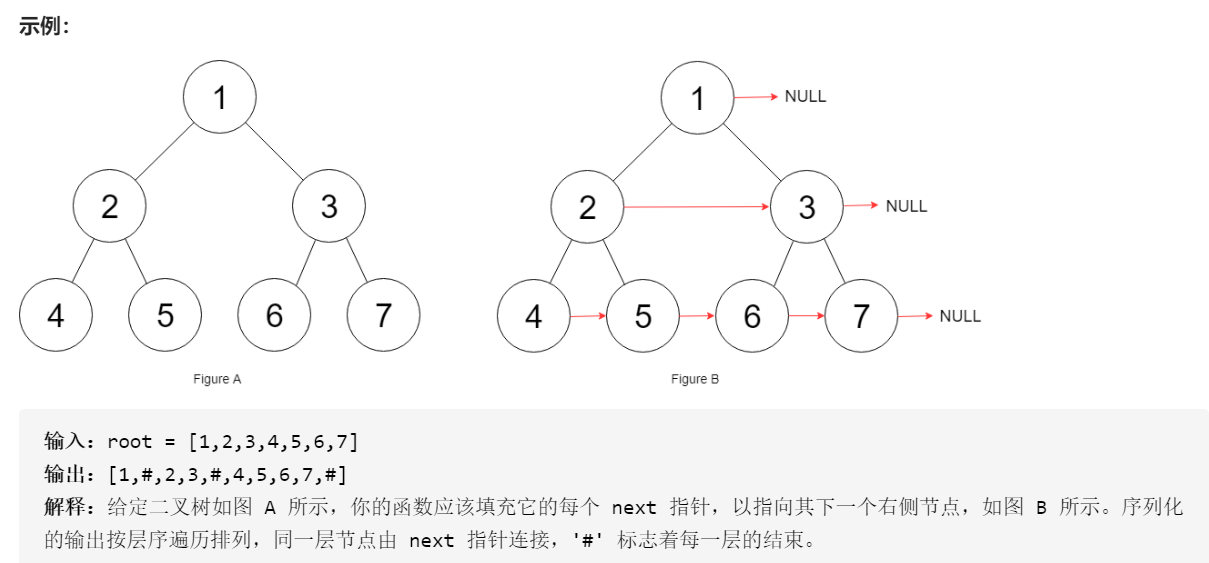 示例：
1
2 3
4 5 6 7
Figure A
1 NULL
2 3 NULL
4 5 6 7 NULL
Figure B
输入：root = [1,2,3,4,5,6,7]
输出：[1,#,2,3,#,4,5,6,7,#]
解释：给定二叉树如图 A 所示，你的函数应该填充它的每个 next 指针，以指向其下一个右侧节点，如图 B 所示。序列化
的输出按层序遍历排列，同一层节点由 next 指针连接，'#' 标志着每一层的结束。